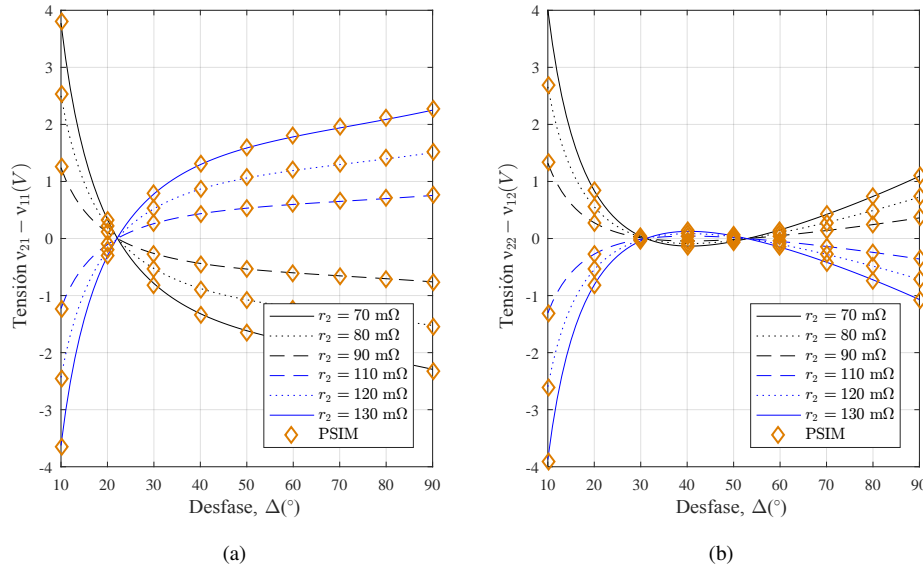 (a)
4
3
2
1
0
-1
-2
-3
-4
Tensión v₂₁ − v₁₁(V)
r₂ = 70 mΩ
r₂ = 80 mΩ
r₂ = 90 mΩ
r₂ = 110 mΩ
r₂ = 120 mΩ
r₂ = 130 mΩ
PSIM
10 20 30 40 50 60 70 80 90
Desfase, Δ(°)
(a)
(b)
4
3
2
1
0
-1
-2
-3
-4
Tensión v₂₂ − v₁₂(V)
r₂ = 70 mΩ
r₂ = 80 mΩ
r₂ = 90 mΩ
r₂ = 110 mΩ
r₂ = 120 mΩ
r₂ = 130 mΩ
PSIM
10 20 30 40 50 60 70 80 90
Desfase, Δ(°)
(b)